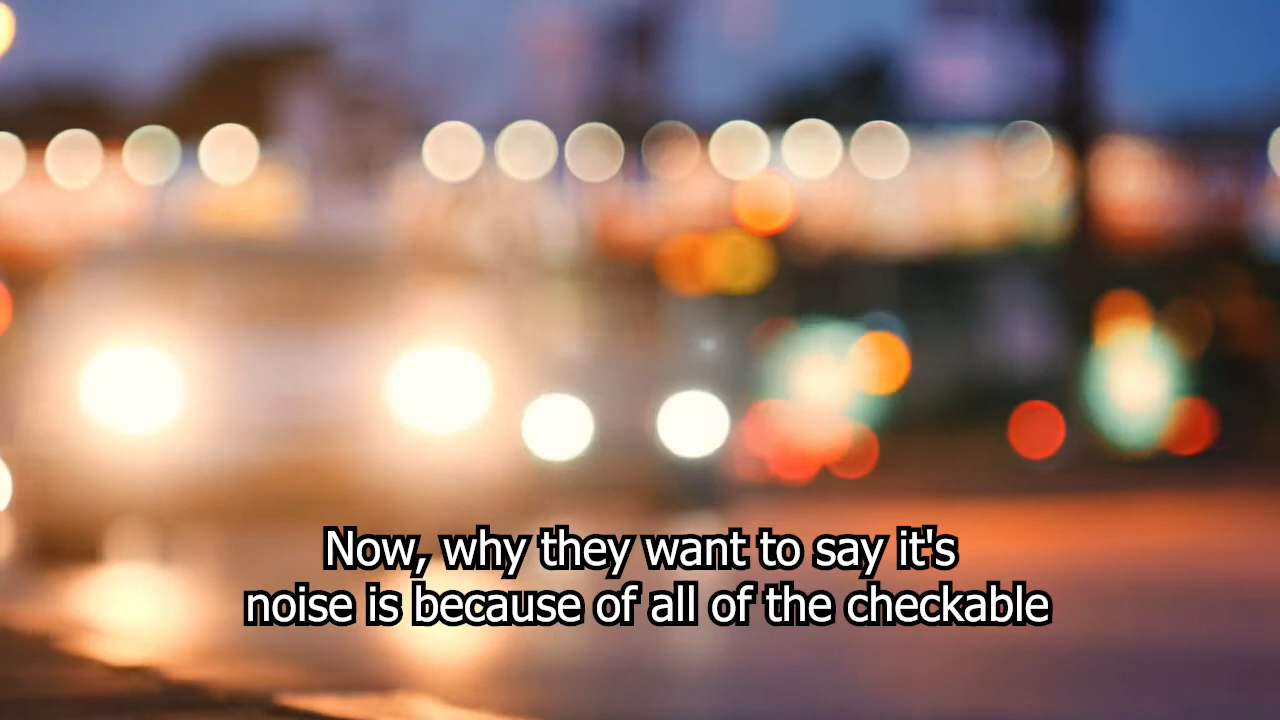 Now, why they want to say it's
noise is because of all of the checkable